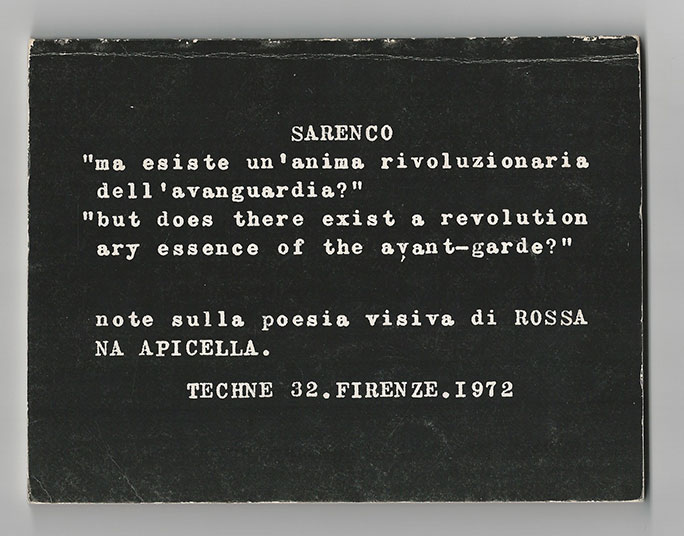 SARENCO
"ma esiste un'anima rivoluzionaria
dell'avanguardia?"
"but does there exist a revolution
ary essence of the avant-garde?"
note sulla poesia visiva di ROSSA
NA APICELLA.
TECHNE 32.FIRENZE.1972